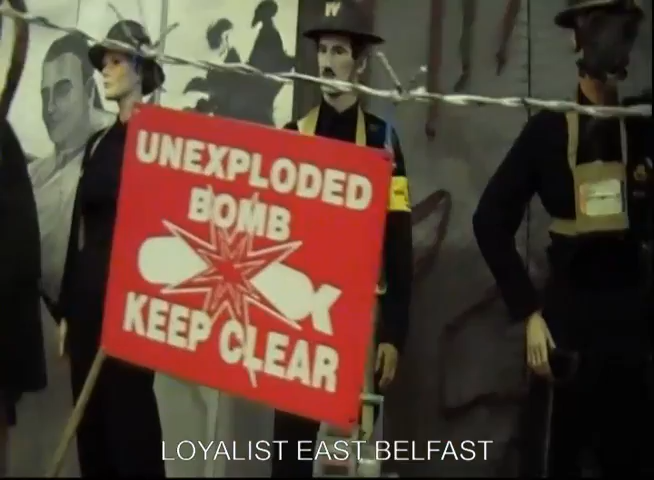 W
UNEXPLODED
BOMB
KEEP CLEAR
LOYALIST EAST BELFAST